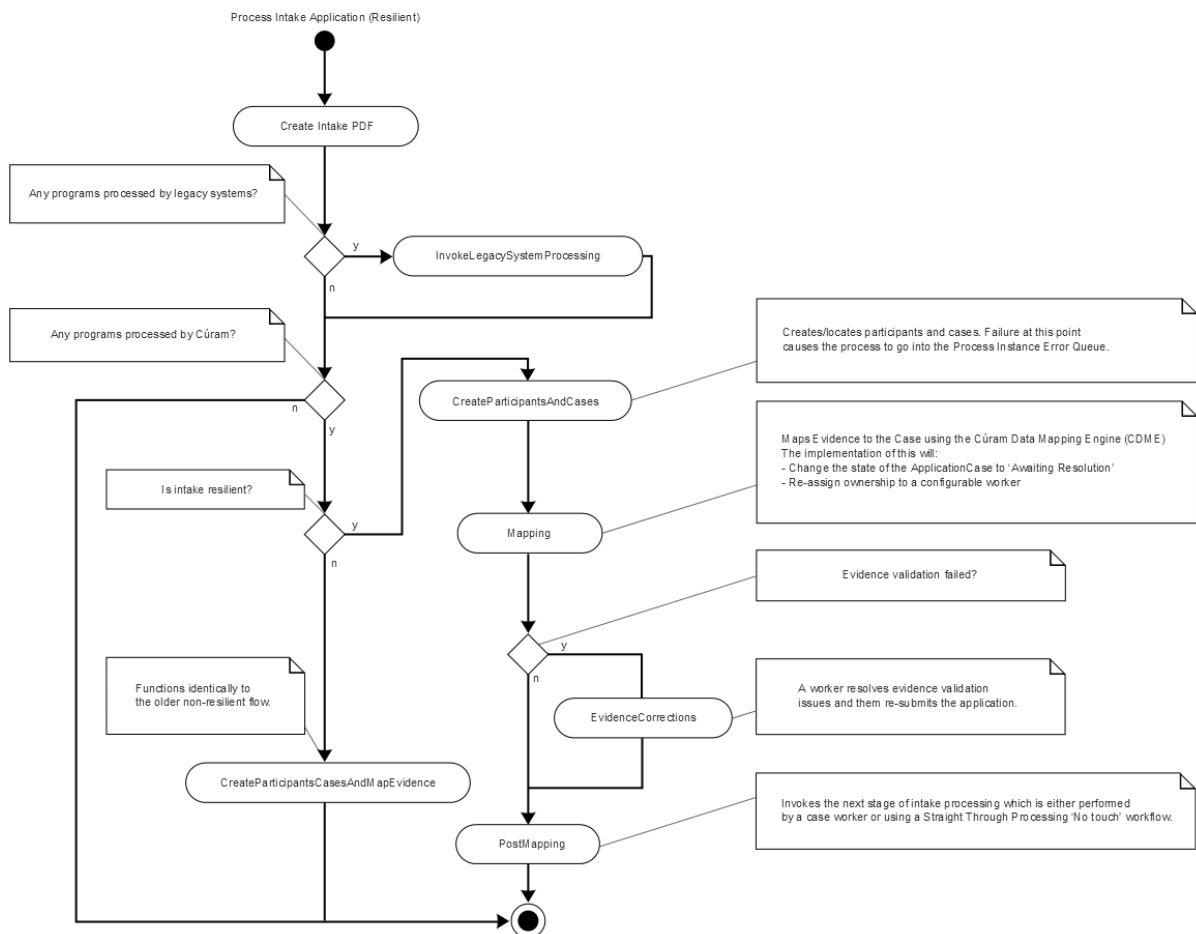 Process Intake Application (Resilient)
Create Intake PDF
Any programs processed by legacy systems?
y
InvokeLegacySystemProcessing
n
Any programs processed by Cúram?
Creates/locates participants and cases. Failure at this point
causes the process to go into the Process Instance Error Queue.
n
CreateParticipantsAndCases
y
Maps Evidence to the Case using the Cúram Data Mapping Engine (CDME)
The implementation of this will:
- Change the state of the ApplicationCase to ‘Awaiting Resolution’
- Re-assign ownership to a configurable worker
Is intake resilient?
y
Mapping
n
Evidence validation failed?
y
n
Functions identically to
the older non-resilient flow.
A worker resolves evidence validation
issues and them re-submits the application.
EvidenceCorrections
CreateParticipantsCasesAndMapEvidence
Invokes the next stage of intake processing which is either performed
by a case worker or using a Straight Through Processing ‘No touch’ workflow.
PostMapping